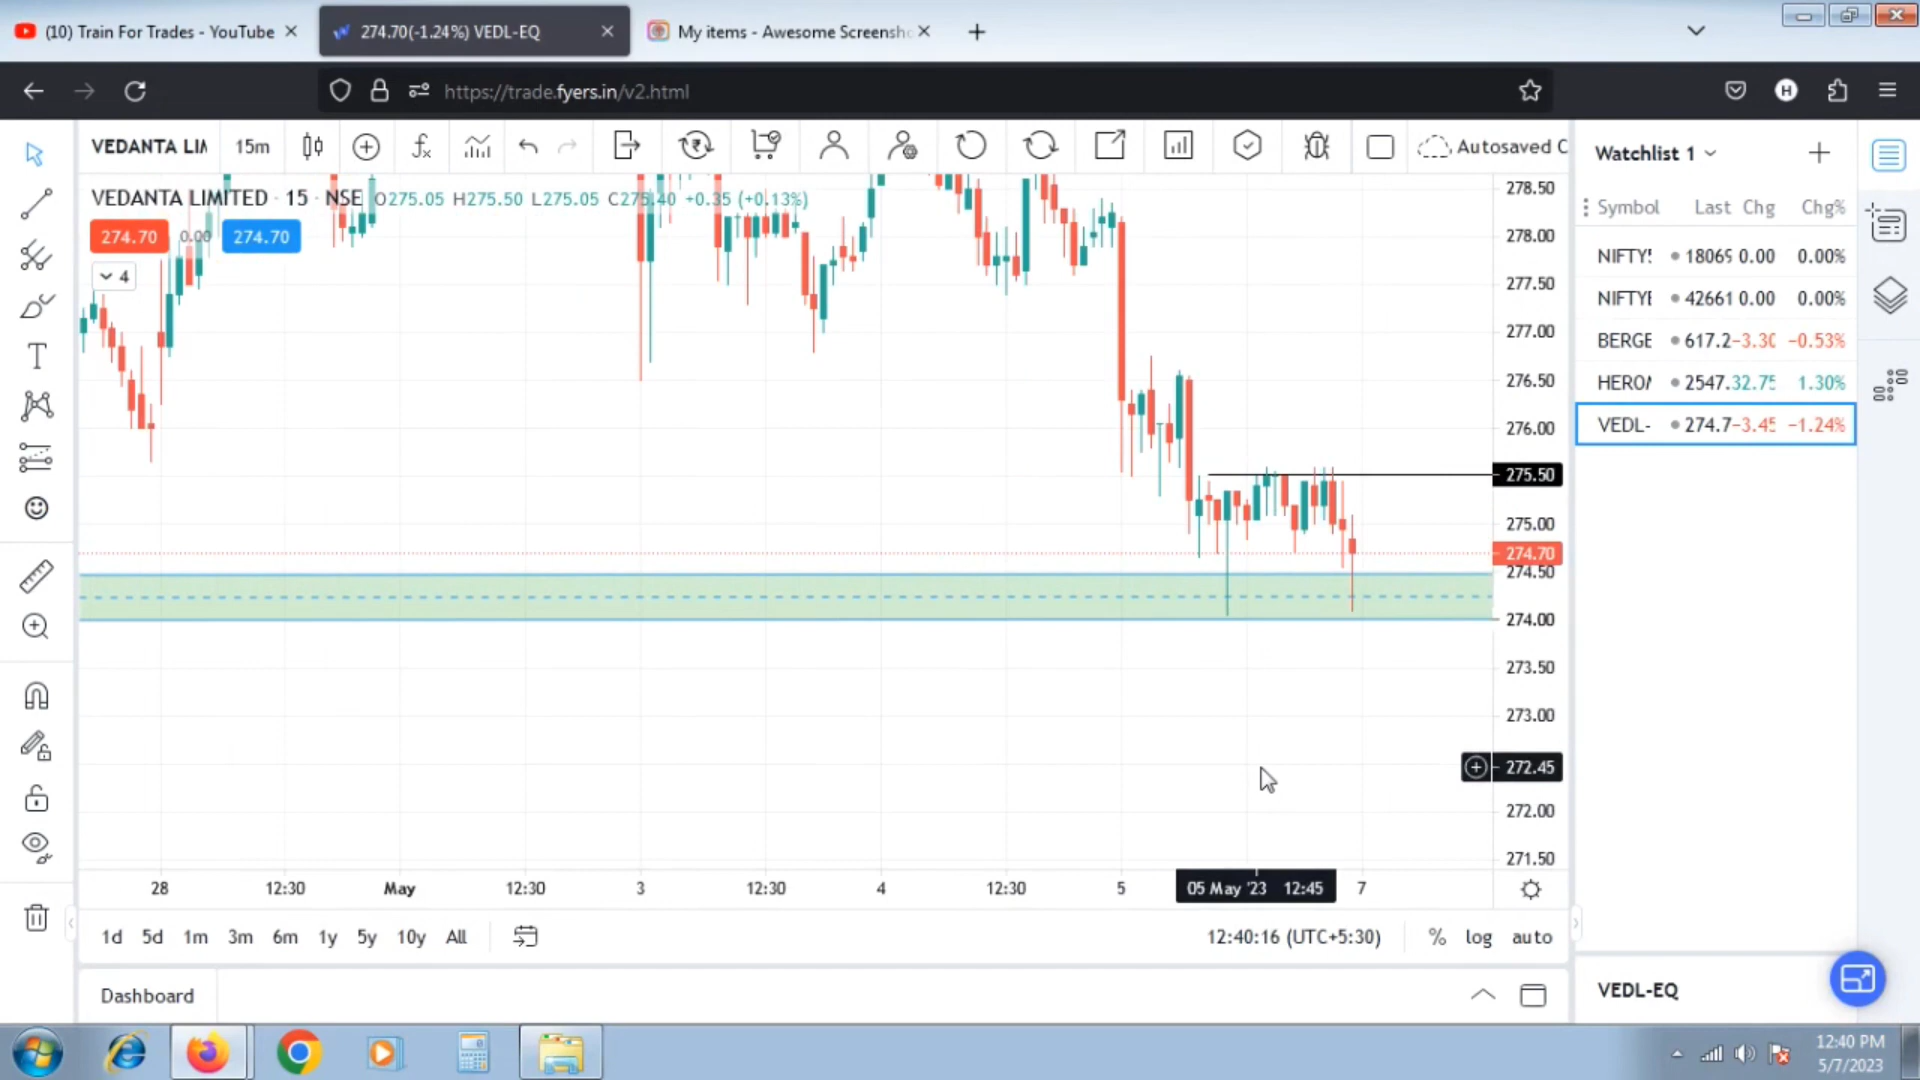 (10) Train For Trades - YouTube
274.70(-1.24%) VEDL-EQ
My items - Awesome Screensh
https://trade.fyers.in/v2.html
H
VEDANTA LIM
15m
Autosaved C
VEDANTA LIMITED · 15 · NSE O275.05 H275.50 L275.05 C275.40 +0.35 (+0.13%)
274.70 0.00 274.70
4
278.50
278.00
277.50
277.00
276.50
276.00
275.50
275.00
274.70
274.50
274.00
273.50
273.00
272.45
272.00
271.50
28 12:30 May 12:30 3 12:30 4 12:30 5 05 May '23 12:45 7
1d 5d 1m 3m 6m 1y 5y 10y All
12:40:16 (UTC+5:30) % log auto
Dashboard
Watchlist 1
Symbol Last Chg Chg%
NIFTY 18069 0.00 0.00%
NIFTYB 42661 0.00 0.00%
BERGE 617.2 −3.30 −0.53%
HEROM 2547. 32.75 1.30%
VEDL- 274.7 −3.45 −1.24%
VEDL-EQ
12:40 PM
5/7/2023